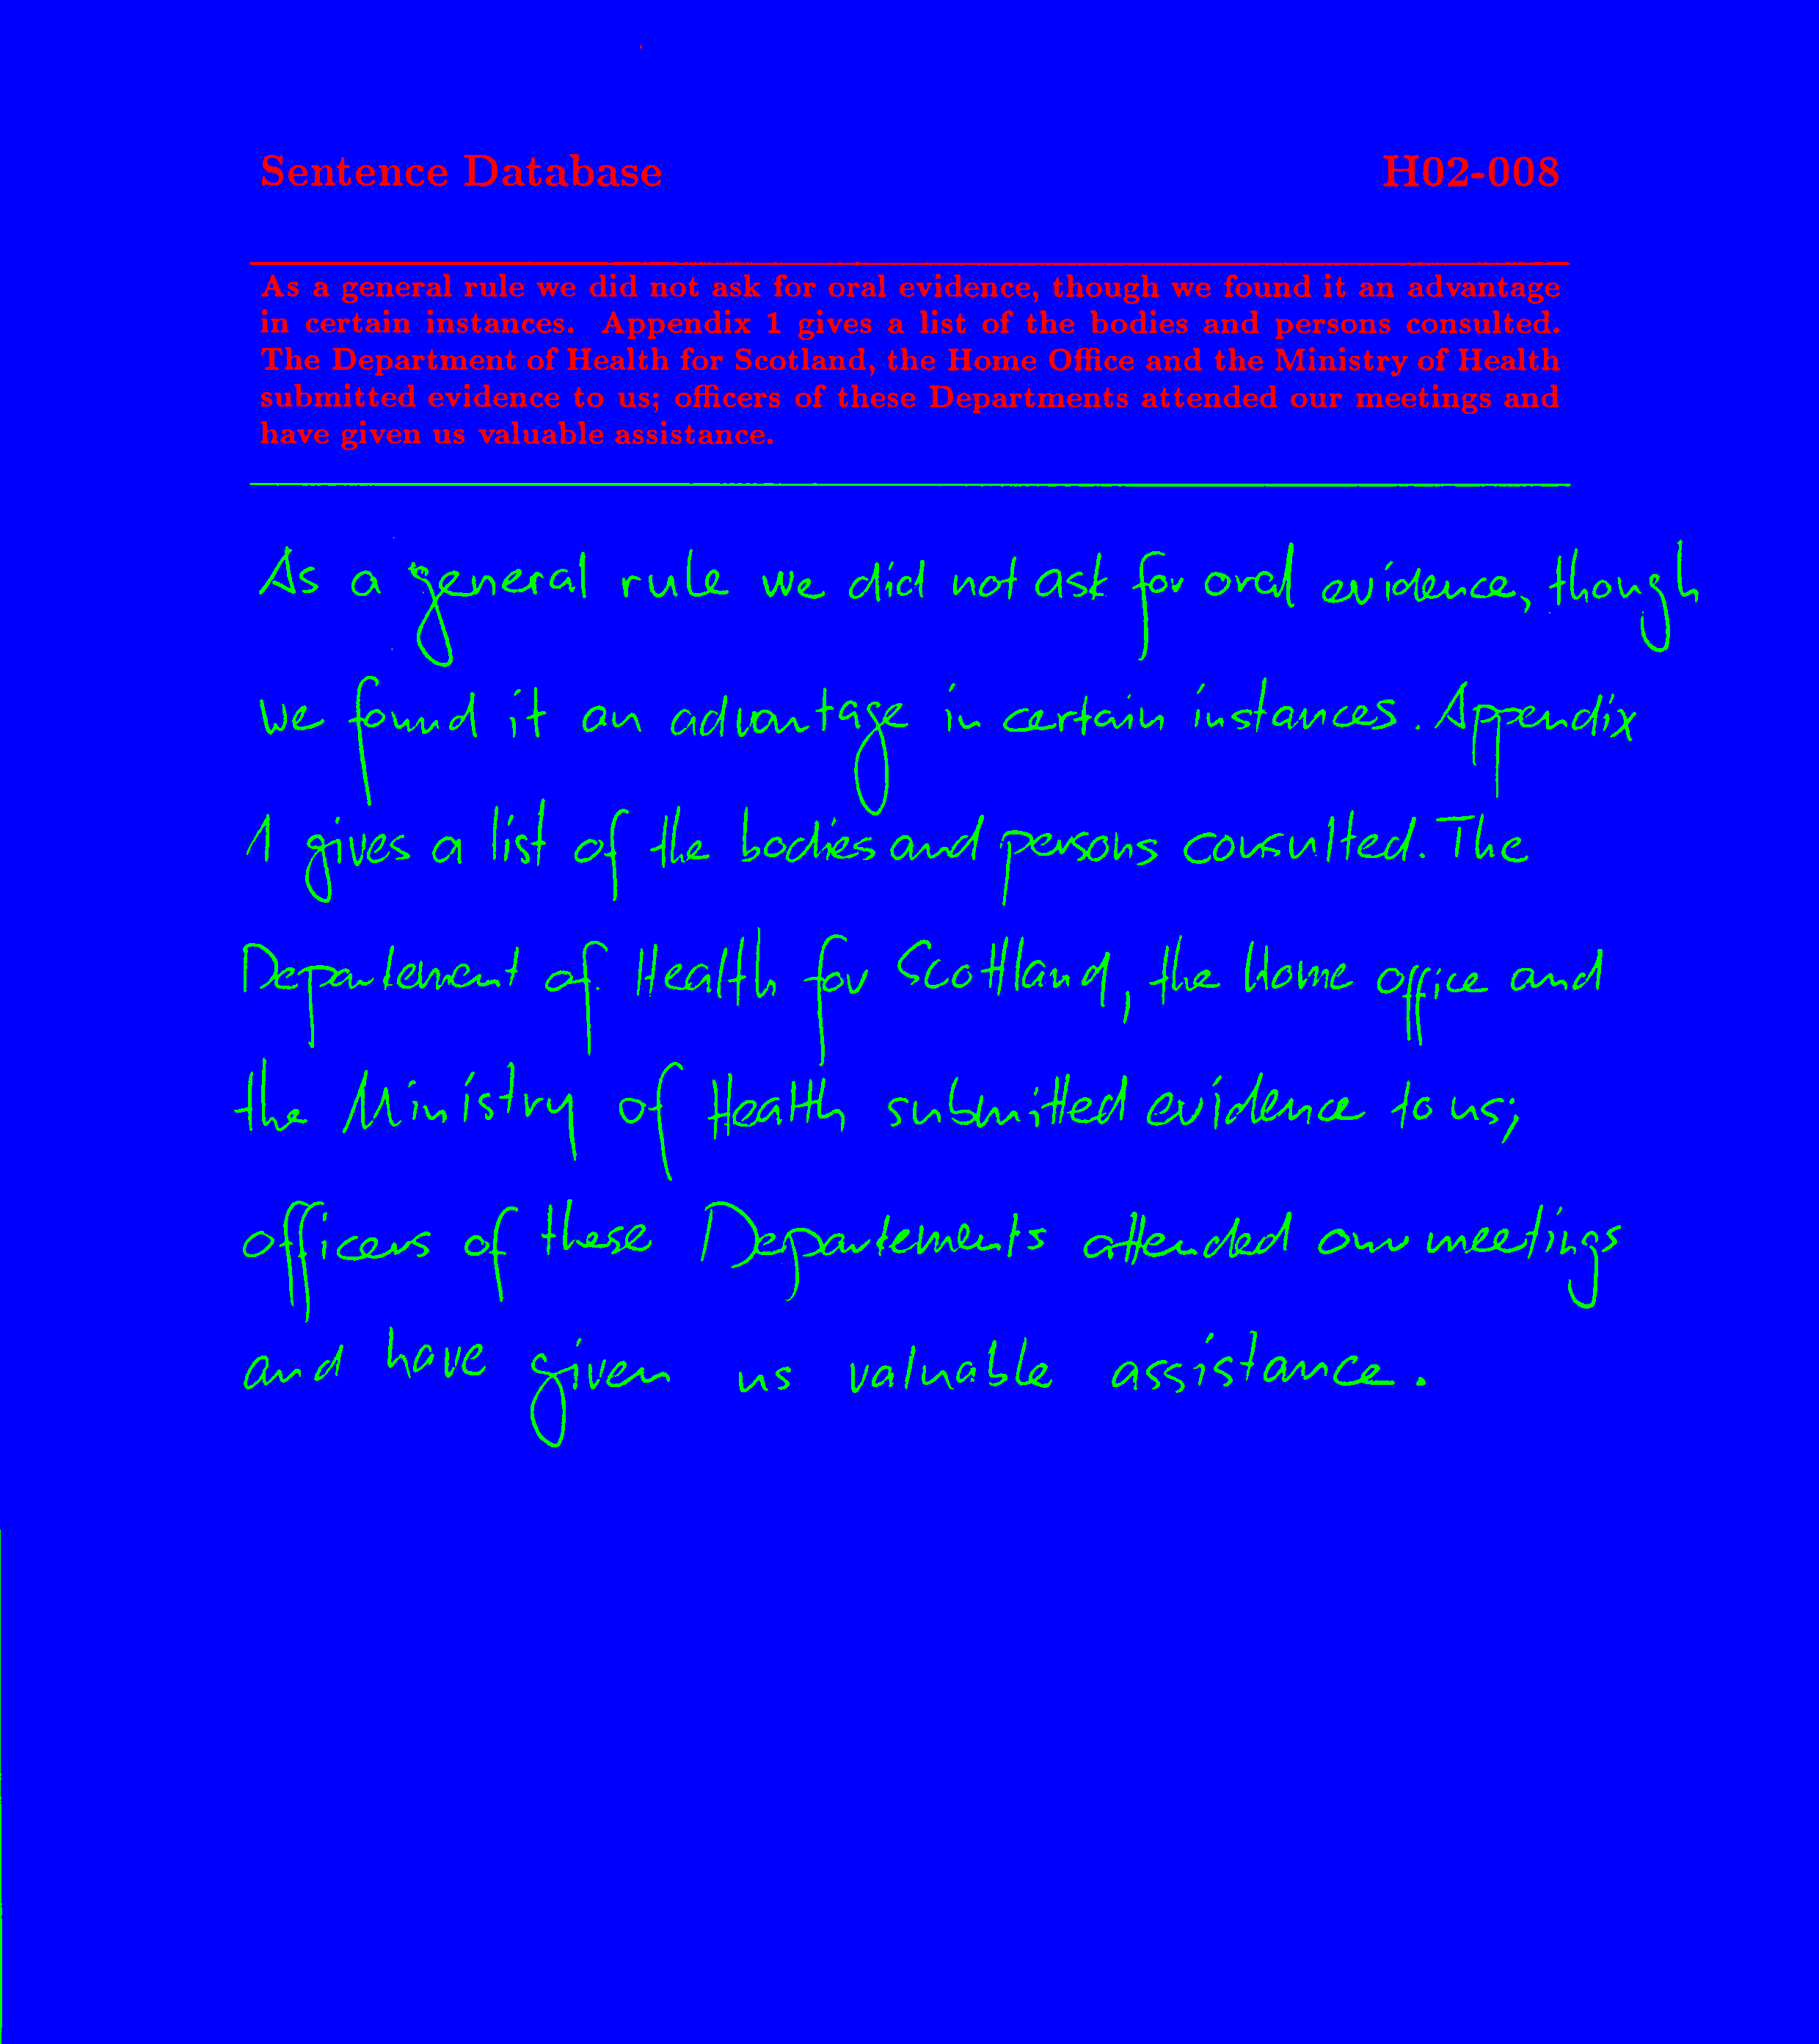 Sentence Database H02-008
As a general rule we did not ask for oral evidence, though we found it an advantage
in certain instances. Appendix 1 gives a list of the bodies and persons consulted.
The Department of Health for Scotland, the Home Office and the Ministry of Health
submitted evidence to us; officers of these Departments attended our meetings and
have given us valuable assistance.
As a general rule we did not ask for oral evidence, though
we found it an advantage in certain instances. Appendix
1 gives a list of the bodies and persons consulted. The
Departement of Health for Scottland, the Home office and
the Ministry of Health submitted evidence to us;
officers of these Departements attended our meetings
and have given us valuable assistance.